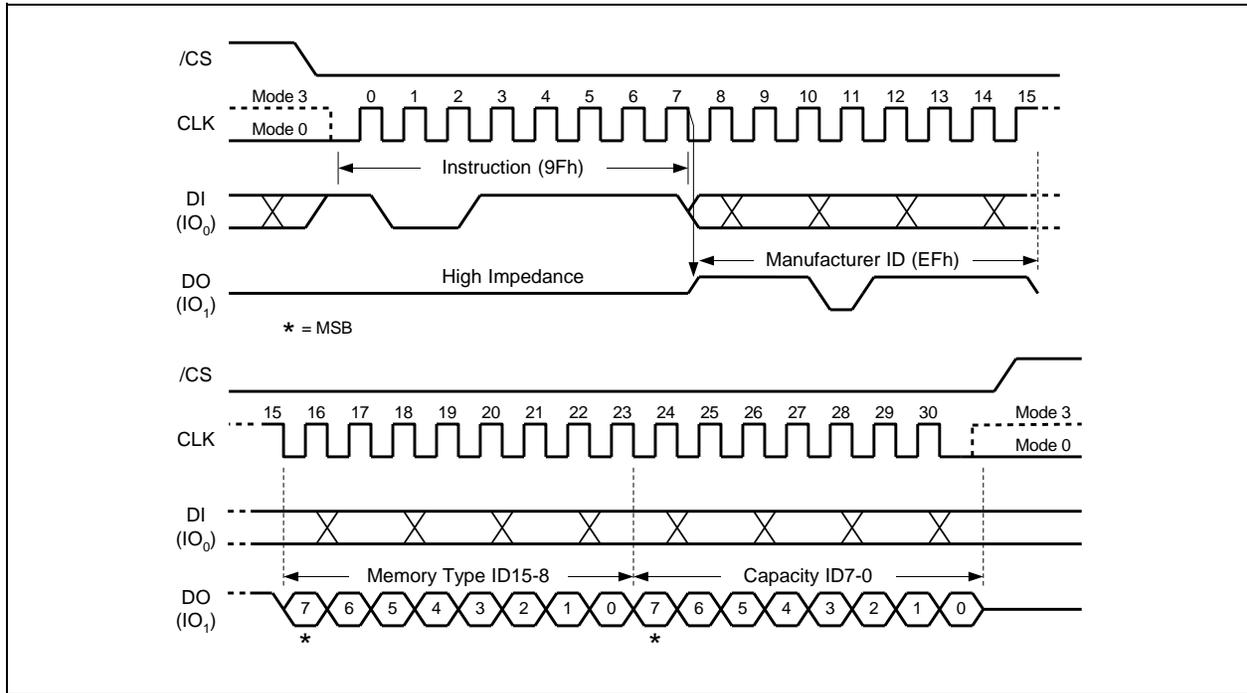 /CS
Mode 3 0 1 2 3 4 5 6 7 8 9 10 11 12 13 14 15
CLK
Mode 0
Instruction (9Fh)
DI
(IO₀)
Manufacturer ID (EFh)
DO
High Impedance
(IO₁)
* = MSB
/CS
15 16 17 18 19 20 21 22 23 24 25 26 27 28 29 30 Mode 3
CLK
Mode 0
DI
(IO₀)
Memory Type ID15-8 Capacity ID7-0
DO
7 6 5 4 3 2 1 0 7 6 5 4 3 2 1 0
(IO₁)
* *